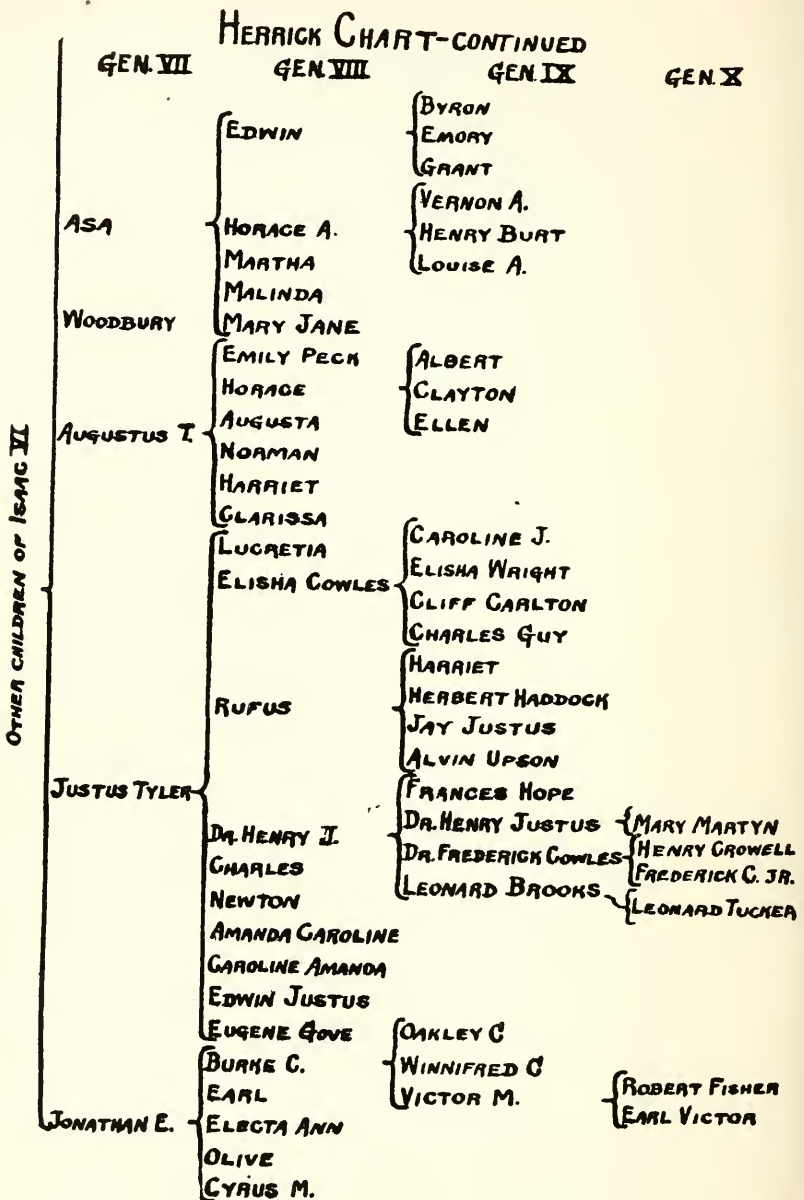 HERRICK CHART-CONTINUED
GEN. VII GEN. VIII GEN. IX GEN. X
OTHER CHILDREN OF ISAAC VI
ASA
EDWIN
BYRON
EMORY
GRANT
HORACE A.
VERNON A.
HENRY BURT
LOUISE A.
MARTHA
MALINDA
MARY JANE
WOODBURY
AUGUSTUS T.
EMILY PECK
HORACE
ALBERT
CLAYTON
ELLEN
AUGUSTA
NORMAN
HARRIET
CLARISSA
JUSTUS TYLER
LUCRETIA
ELISHA COWLES
CAROLINE J.
ELISHA WRIGHT
CLIFF CARLTON
CHARLES GUY
RUFUS
HARRIET
HERBERT HADDOCK
JAY JUSTUS
ALVIN UPSON
DR. HENRY J.
FRANCES HOPE
DR. HENRY JUSTUS
MARY MARTYN
DR. FREDERICK COWLES
HENRY CROWELL
FREDERICK C. JR.
LEONARD BROOKS
LEONARD TUCKER
CHARLES
NEWTON
AMANDA CAROLINE
CAROLINE AMANDA
EDWIN JUSTUS
EUGENE GOVE
JONATHAN E.
BURKE C.
OAKLEY C
WINNIFRED C
VICTOR M.
ROBERT FISHER
EARL VICTOR
EARL
ELECTA ANN
OLIVE
CYRUS M.